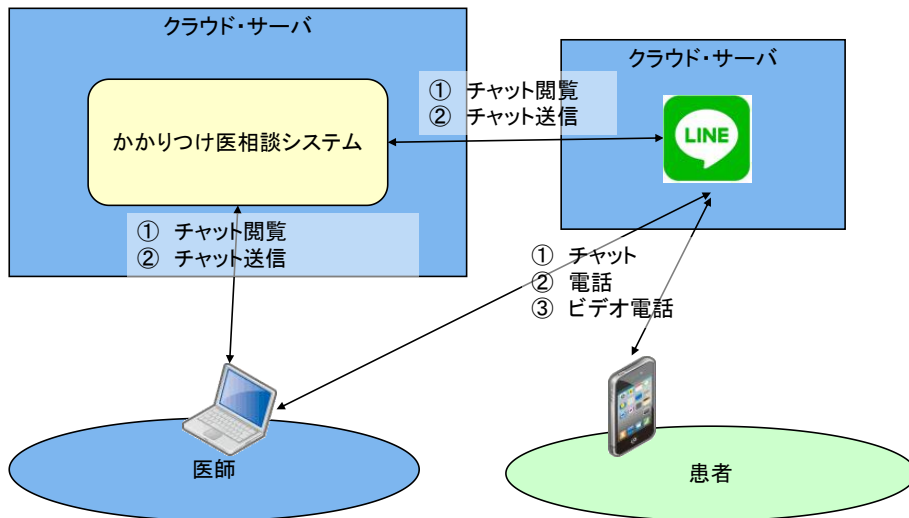 クラウド・サーバ
クラウド・サーバ
かかりつけ医相談システム
① チャット閲覧
② チャット送信
LINE
① チャット閲覧
② チャット送信
① チャット
② 電話
③ ビデオ電話
医師
患者